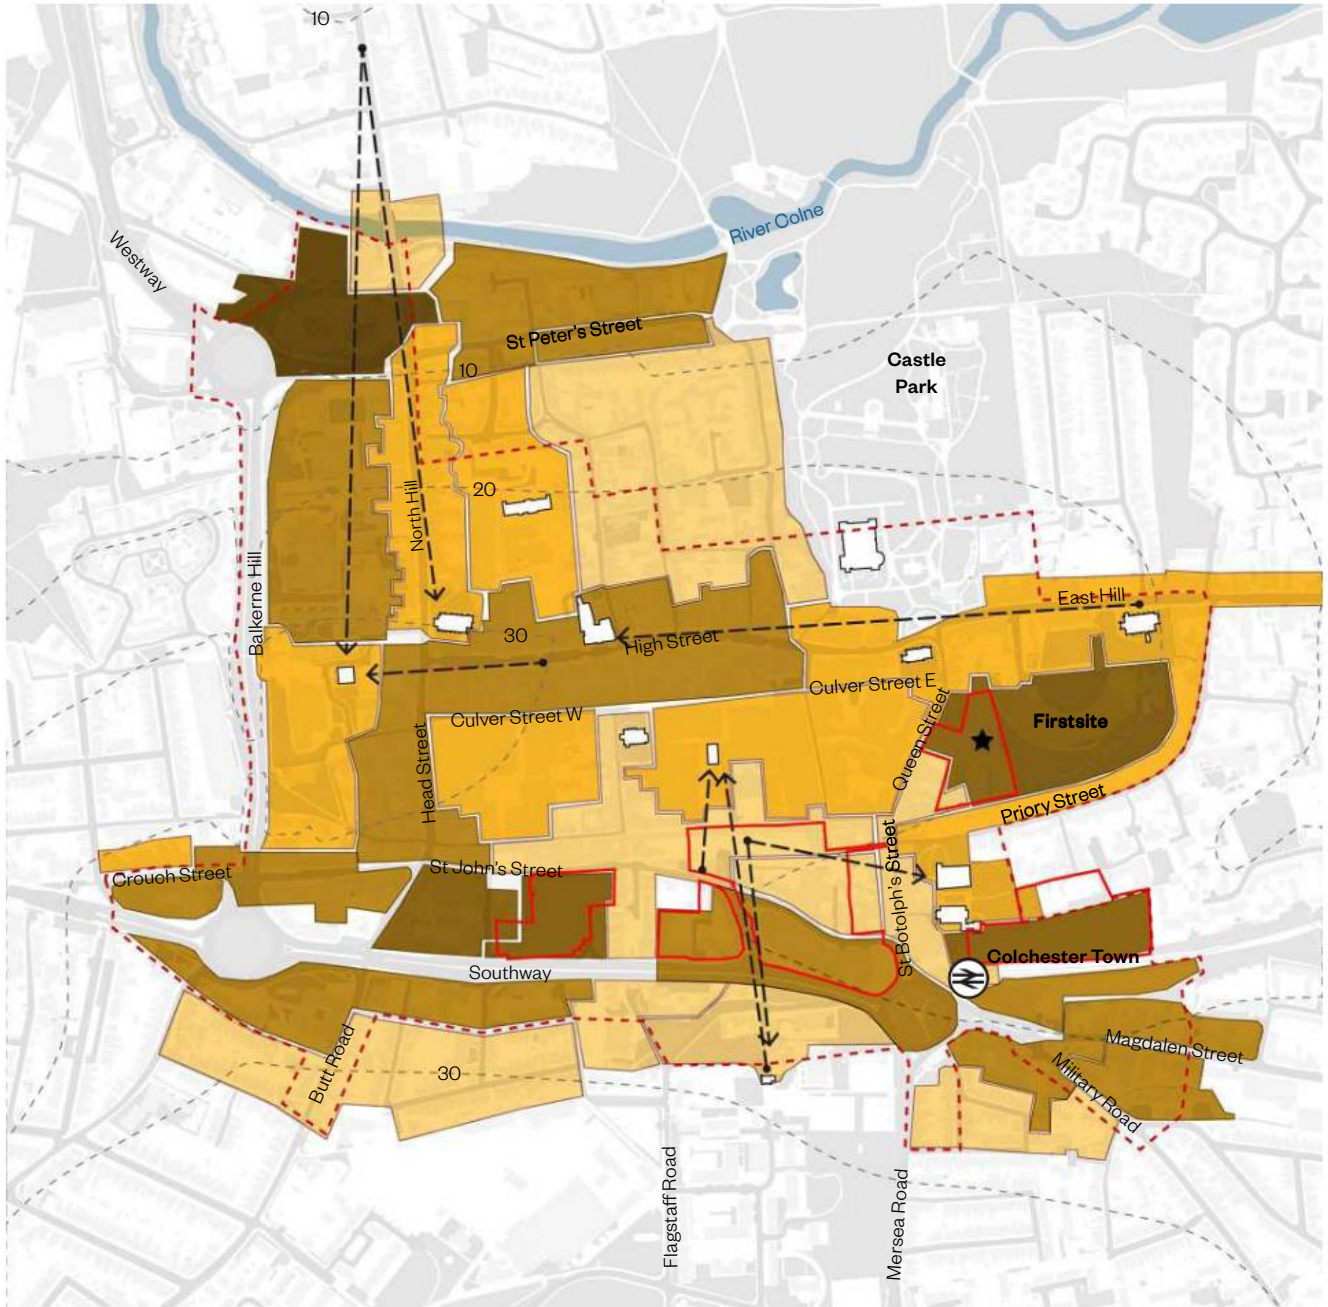 10
River Colne
Westway
St Peter's Street
Castle
Park
10
20
North Hill
Balkerne Hill
East Hill
30
High Street
Culver Street E
Culver Street W
Queen Street
Firstsite
Head Street
Priory Street
St Botolph's Street
St John's Street
Crouch Street
Colchester Town
Southway
Magdalen Street
Butt Road
30
Military Road
Flagstaff Road
Mersea Road